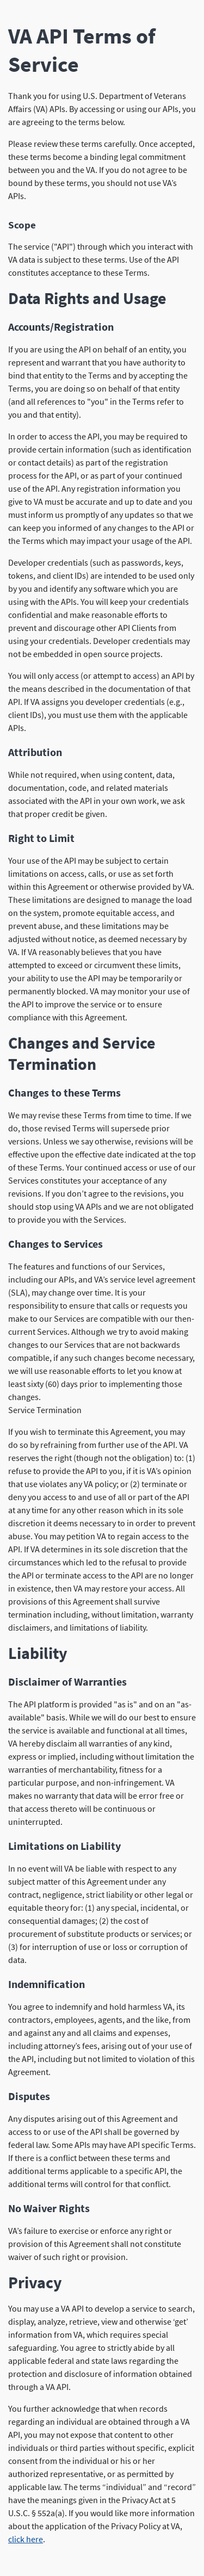 VA API Terms of
Service
Thank you for using U.S. Department of Veterans
Affairs (VA) APIs. By accessing or using our APIs, you
are agreeing to the terms below.
Please review these terms carefully. Once accepted,
these terms become a binding legal commitment
between you and the VA. If you do not agree to be
bound by these terms, you should not use VA’s
APIs.
Scope
The service ("API") through which you interact with
VA data is subject to these Terms. Use of the API
constitutes acceptance to these Terms.
Data Rights and Usage
Accounts/Registration
If you are using the API on behalf of an entity, you
represent and warrant that you have authority to
bind that entity to the Terms and by accepting the
Terms, you are doing so on behalf of that entity
(and all references to "you" in the Terms refer to
you and that entity).
In order to access the API, you may be required to
provide certain information (such as identification
or contact details) as part of the registration
process for the API, or as part of your continued
use of the API. Any registration information you
give to VA must be accurate and up to date and you
must inform us promptly of any updates so that we
can keep you informed of any changes to the API or
the Terms which may impact your usage of the API.
Developer credentials (such as passwords, keys,
tokens, and client IDs) are intended to be used only
by you and identify any software which you are
using with the APIs. You will keep your credentials
confidential and make reasonable efforts to
prevent and discourage other API Clients from
using your credentials. Developer credentials may
not be embedded in open source projects.
You will only access (or attempt to access) an API by
the means described in the documentation of that
API. If VA assigns you developer credentials (e.g.,
client IDs), you must use them with the applicable
APIs.
Attribution
While not required, when using content, data,
documentation, code, and related materials
associated with the API in your own work, we ask
that proper credit be given.
Right to Limit
Your use of the API may be subject to certain
limitations on access, calls, or use as set forth
within this Agreement or otherwise provided by VA.
These limitations are designed to manage the load
on the system, promote equitable access, and
prevent abuse, and these limitations may be
adjusted without notice, as deemed necessary by
VA. If VA reasonably believes that you have
attempted to exceed or circumvent these limits,
your ability to use the API may be temporarily or
permanently blocked. VA may monitor your use of
the API to improve the service or to ensure
compliance with this Agreement.
Changes and Service
Termination
Changes to these Terms
We may revise these Terms from time to time. If we
do, those revised Terms will supersede prior
versions. Unless we say otherwise, revisions will be
effective upon the effective date indicated at the top
of these Terms. Your continued access or use of our
Services constitutes your acceptance of any
revisions. If you don’t agree to the revisions, you
should stop using VA APIs and we are not obligated
to provide you with the Services.
Changes to Services
The features and functions of our Services,
including our APIs, and VA’s service level agreement
(SLA), may change over time. It is your
responsibility to ensure that calls or requests you
make to our Services are compatible with our then-
current Services. Although we try to avoid making
changes to our Services that are not backwards
compatible, if any such changes become necessary,
we will use reasonable efforts to let you know at
least sixty (60) days prior to implementing those
changes.
Service Termination
If you wish to terminate this Agreement, you may
do so by refraining from further use of the API. VA
reserves the right (though not the obligation) to: (1)
refuse to provide the API to you, if it is VA’s opinion
that use violates any VA policy; or (2) terminate or
deny you access to and use of all or part of the API
at any time for any other reason which in its sole
discretion it deems necessary to in order to prevent
abuse. You may petition VA to regain access to the
API. If VA determines in its sole discretion that the
circumstances which led to the refusal to provide
the API or terminate access to the API are no longer
in existence, then VA may restore your access. All
provisions of this Agreement shall survive
termination including, without limitation, warranty
disclaimers, and limitations of liability.
Liability
Disclaimer of Warranties
The API platform is provided "as is" and on an "as-
available" basis. While we will do our best to ensure
the service is available and functional at all times,
VA hereby disclaim all warranties of any kind,
express or implied, including without limitation the
warranties of merchantability, fitness for a
particular purpose, and non-infringement. VA
makes no warranty that data will be error free or
that access thereto will be continuous or
uninterrupted.
Limitations on Liability
In no event will VA be liable with respect to any
subject matter of this Agreement under any
contract, negligence, strict liability or other legal or
equitable theory for: (1) any special, incidental, or
consequential damages; (2) the cost of
procurement of substitute products or services; or
(3) for interruption of use or loss or corruption of
data.
Indemnification
You agree to indemnify and hold harmless VA, its
contractors, employees, agents, and the like, from
and against any and all claims and expenses,
including attorney’s fees, arising out of your use of
the API, including but not limited to violation of this
Agreement.
Disputes
Any disputes arising out of this Agreement and
access to or use of the API shall be governed by
federal law. Some APIs may have API specific Terms.
If there is a conflict between these terms and
additional terms applicable to a specific API, the
additional terms will control for that conflict.
No Waiver Rights
VA’s failure to exercise or enforce any right or
provision of this Agreement shall not constitute
waiver of such right or provision.
Privacy
You may use a VA API to develop a service to search,
display, analyze, retrieve, view and otherwise ‘get’
information from VA, which requires special
safeguarding. You agree to strictly abide by all
applicable federal and state laws regarding the
protection and disclosure of information obtained
through a VA API.
You further acknowledge that when records
regarding an individual are obtained through a VA
API, you may not expose that content to other
individuals or third parties without specific, explicit
consent from the individual or his or her
authorized representative, or as permitted by
applicable law. The terms “individual” and “record”
have the meanings given in the Privacy Act at 5
U.S.C. § 552a(a). If you would like more information
about the application of the Privacy Policy at VA,
click here.